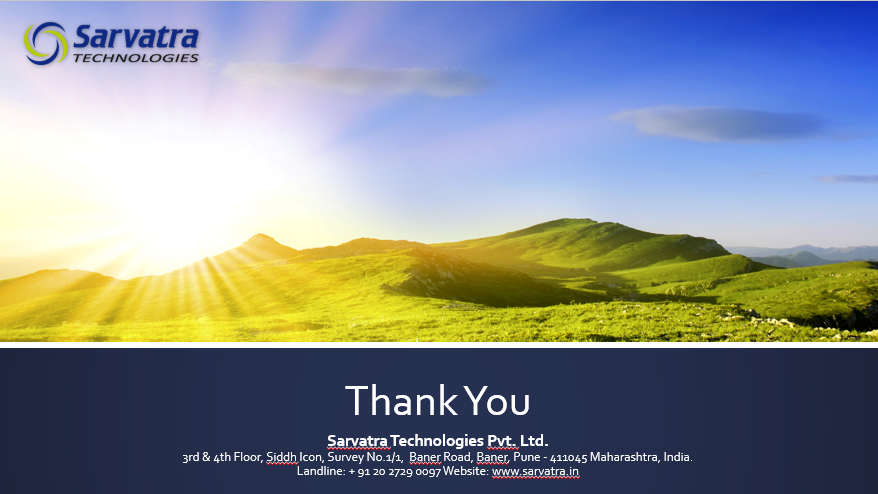 Sarvatra
TECHNOLOGIES
Thank You
Sarvatra Technologies Pvt. Ltd.
3rd & 4th Floor, Siddh Icon, Survey No.1/1,  Baner Road, Baner, Pune - 411045 Maharashtra, India.
Landline: + 91 20 2729 0097 Website: www.sarvatra.in